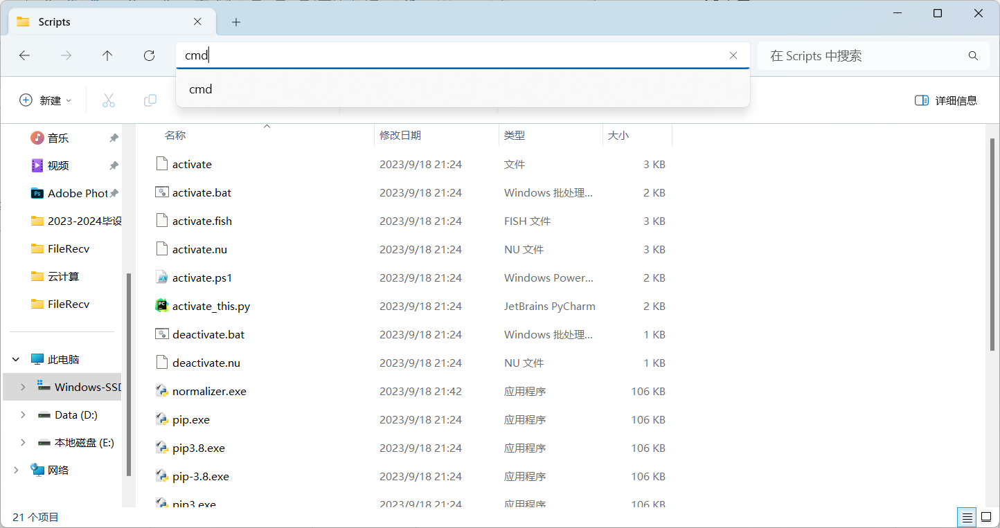 Scripts
cmd
在 Scripts 中搜索
cmd
新建
详细信息
音乐
视频
Adobe Phot
2023-2024毕设
FileRecv
云计算
FileRecv
此电脑
Windows-SSD
Data (D:)
本地磁盘 (E:)
网络
名称 修改日期 类型 大小
activate 2023/9/18 21:24 文件 3 KB
activate.bat 2023/9/18 21:24 Windows 批处理... 2 KB
activate.fish 2023/9/18 21:24 FISH 文件 3 KB
activate.nu 2023/9/18 21:24 NU 文件 3 KB
activate.ps1 2023/9/18 21:24 Windows Power... 2 KB
activate_this.py 2023/9/18 21:24 JetBrains PyCharm 2 KB
deactivate.bat 2023/9/18 21:24 Windows 批处理... 1 KB
deactivate.nu 2023/9/18 21:24 NU 文件 1 KB
normalizer.exe 2023/9/18 21:42 应用程序 106 KB
pip.exe 2023/9/18 21:24 应用程序 106 KB
pip3.8.exe 2023/9/18 21:24 应用程序 106 KB
pip-3.8.exe 2023/9/18 21:24 应用程序 106 KB
pip3.exe 2023/9/18 21:24 应用程序 106 KB
21 个项目